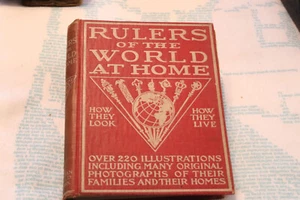 RULERS
OF THE
WORLD
AT HOME
HOW THEY LOOK
HOW THEY LIVE
OVER 220 ILLUSTRATIONS
INCLUDING MANY ORIGINAL
PHOTOGRAPHS OF THEIR
FAMILIES AND THEIR HOMES